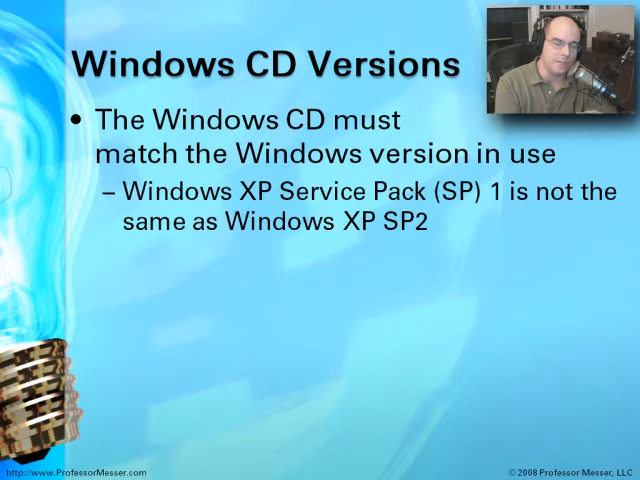 Windows CD Versions
• The Windows CD must
match the Windows version in use
– Windows XP Service Pack (SP) 1 is not the
same as Windows XP SP2
http://www.ProfessorMesser.com
© 2008 Professor Messer, LLC